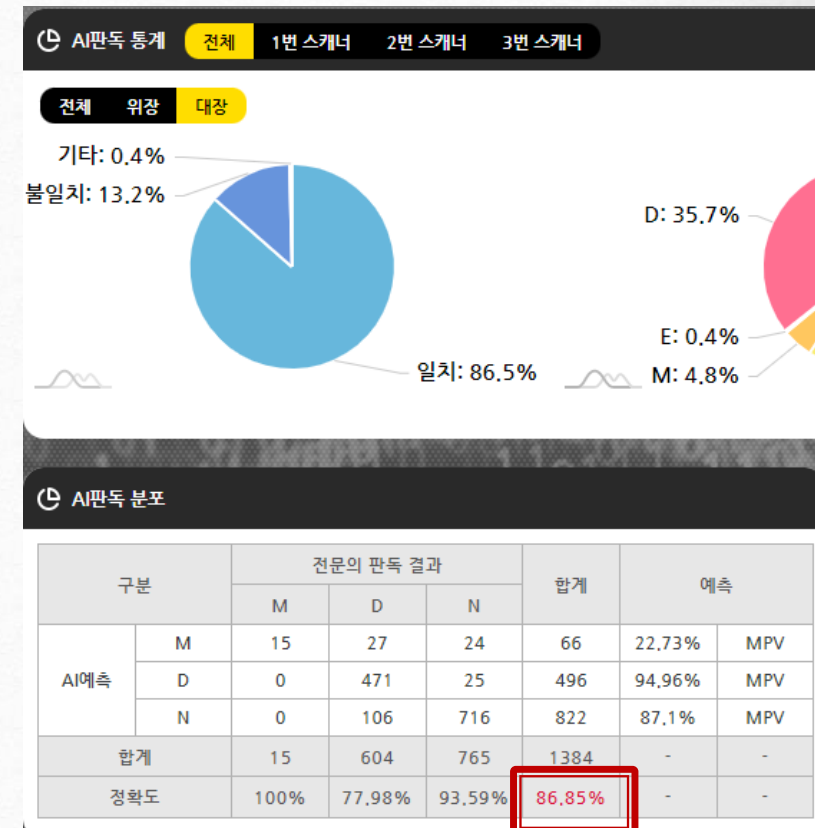 AI판독 통계 전체 1번 스캐너 2번 스캐너 3번 스캐너
전체 위장 대장
기타: 0.4%
불일치: 13.2%
일치: 86.5%
D: 35.7%
E: 0.4%
M: 4.8%
AI판독 분포
구분 전문의 판독 결과 합계 예측
M D N
AI예측 M 15 27 24 66 22.73% MPV
D 0 471 25 496 94.96% MPV
N 0 106 716 822 87.1% MPV
합계 15 604 765 1384 - -
정확도 100% 77.98% 93.59% 86.85% - -